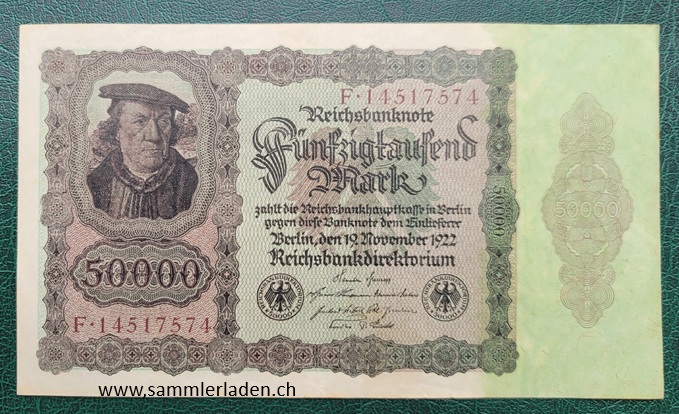 F·14517574
Reichsbanknote
Fünfzigtausend
Mark
zahlt die Reichsbankhauptkasse in Berlin
gegen diese Banknote dem Einlieferer
Berlin, den 19. November 1922
Reichsbankdirektorium
50000
50000
50000
F·14517574
www.sammlerladen.ch